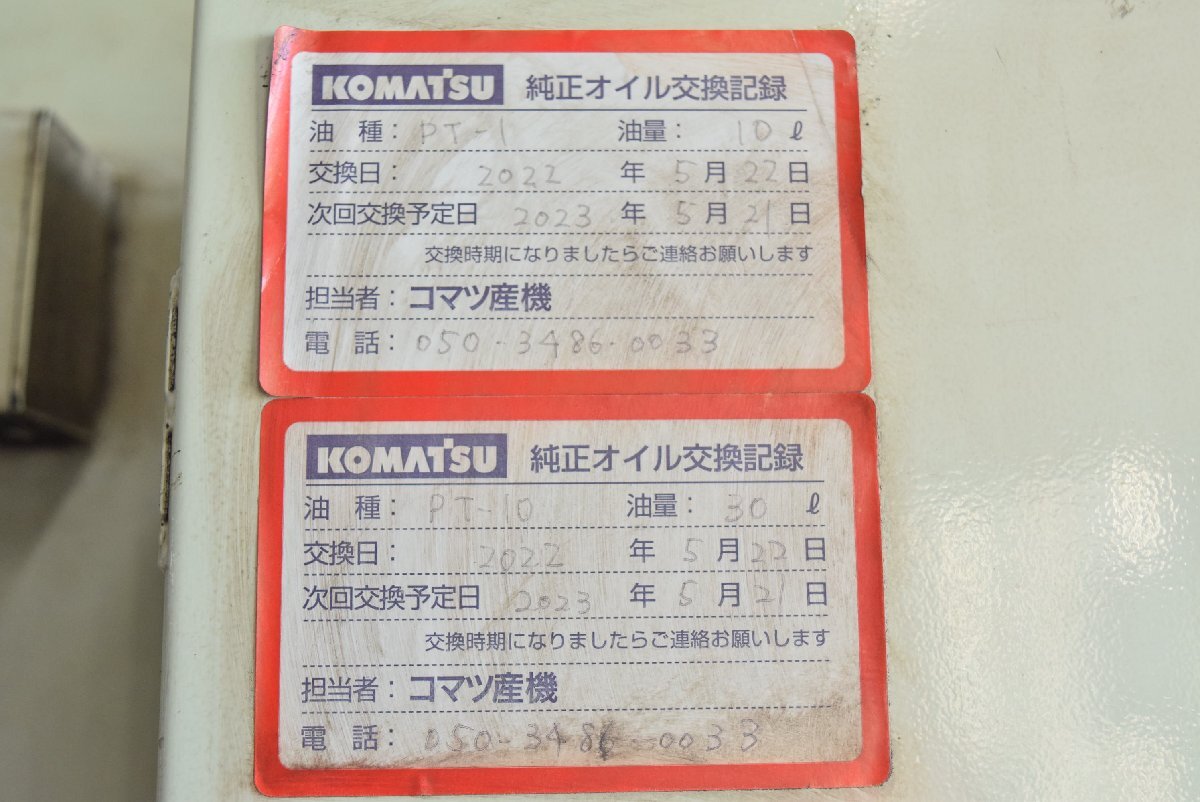 KOMATSU 純正オイル交換記録
油 種: PT-1 油量: 10 ℓ
交換日: 2022 年 5 月 22 日
次回交換予定日 2023 年 5 月 21 日
交換時期になりましたらご連絡お願いします
担当者: コマツ産機
電 話: 050-3486-0033
KOMATSU 純正オイル交換記録
油 種: PT-10 油量: 30 ℓ
交換日: 2022 年 5 月 22 日
次回交換予定日 2023 年 5 月 21 日
交換時期になりましたらご連絡お願いします
担当者: コマツ産機
電 話: 050-3486-0033